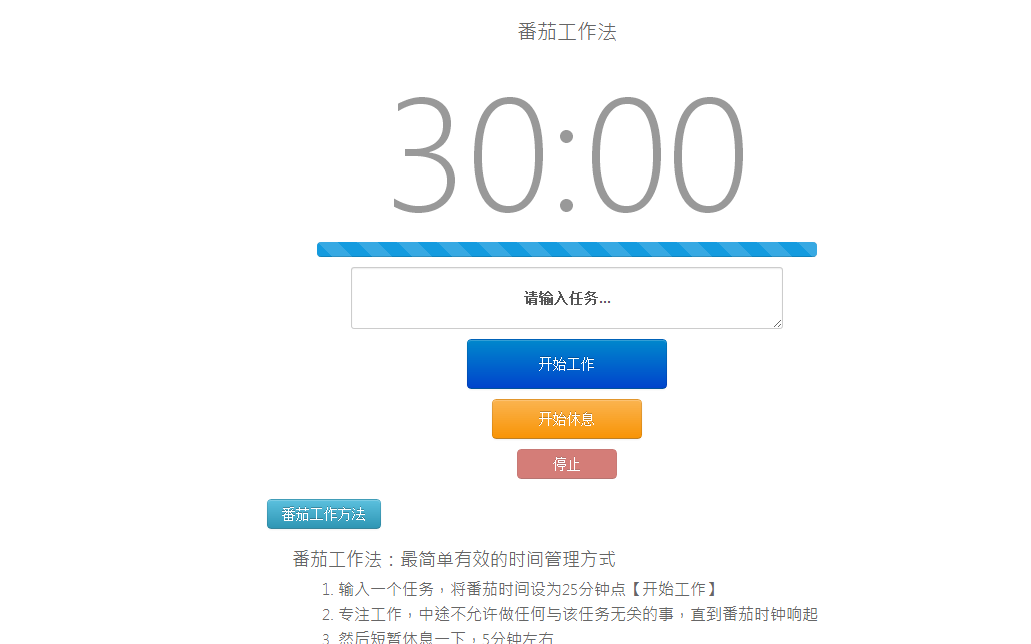 番茄工作法
30:00
请输入任务...
开始工作
开始休息
停止
番茄工作方法
番茄工作法：最简单有效的时间管理方式
1. 输入一个任务，将番茄时间设为25分钟点【开始工作】
2. 专注工作，中途不允许做任何与该任务无关的事，直到番茄时钟响起
3. 然后短暂休息一下，5分钟左右